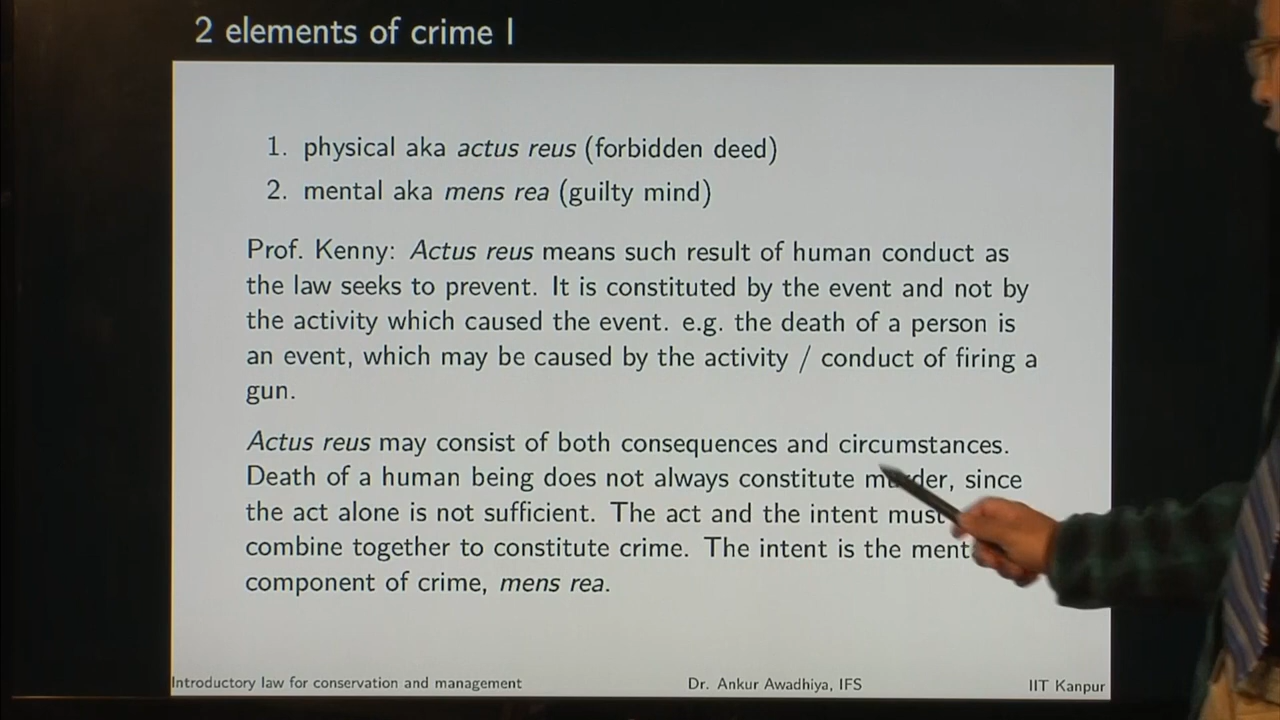 2 elements of crime I
1. physical aka actus reus (forbidden deed)
2. mental aka mens rea (guilty mind)
Prof. Kenny: Actus reus means such result of human conduct as
the law seeks to prevent. It is constituted by the event and not by
the activity which caused the event. e.g. the death of a person is
an event, which may be caused by the activity / conduct of firing a
gun.
Actus reus may consist of both consequences and circumstances.
Death of a human being does not always constitute murder, since
the act alone is not sufficient. The act and the intent must
combine together to constitute crime. The intent is the ment
component of crime, mens rea.
Introductory law for conservation and management Dr. Ankur Awadhiya, IFS IIT Kanpur